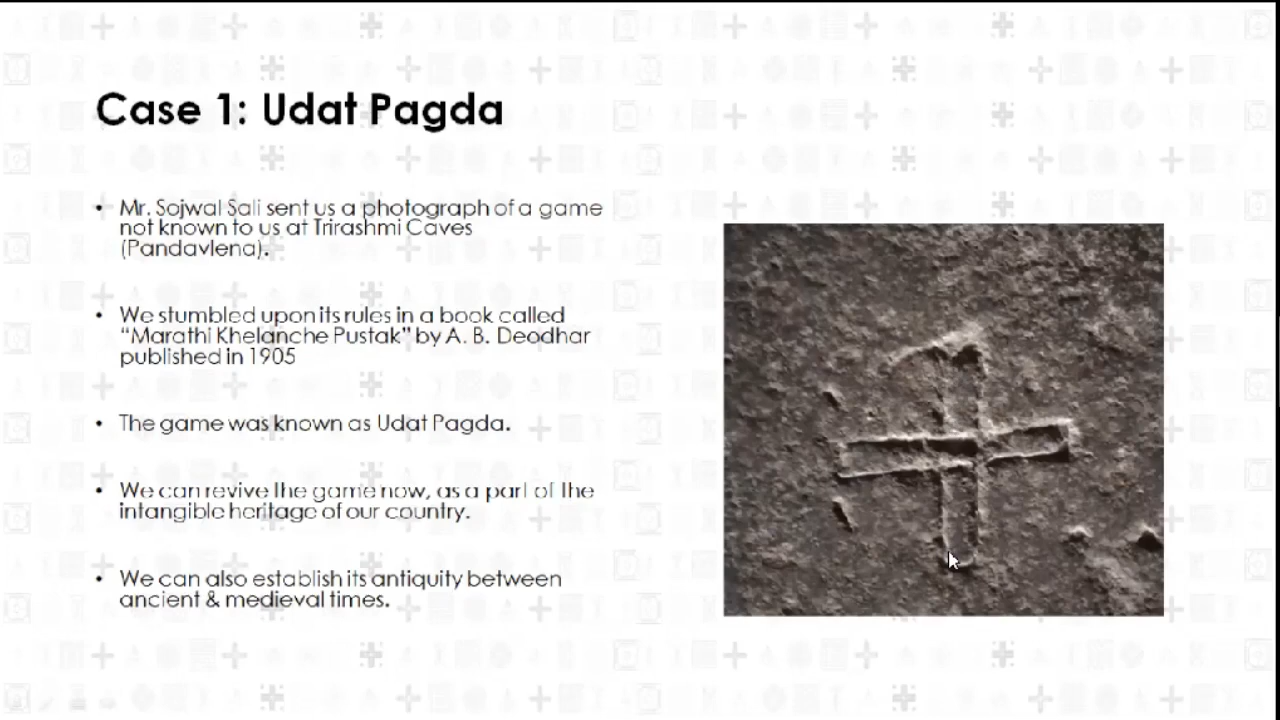 Case 1: Udat Pagda
• Mr. Sojwal Sali sent us a photograph of a game
not known to us at Trirashmi Caves
(Pandavlena).
• We stumbled upon its rules in a book called
“Marathi Khelanche Pustak” by A. B. Deodhar
published in 1905
• The game was known as Udat Pagda.
• We can revive the game now, as a part of the
intangible heritage of our country.
• We can also establish its antiquity between
ancient & medieval times.